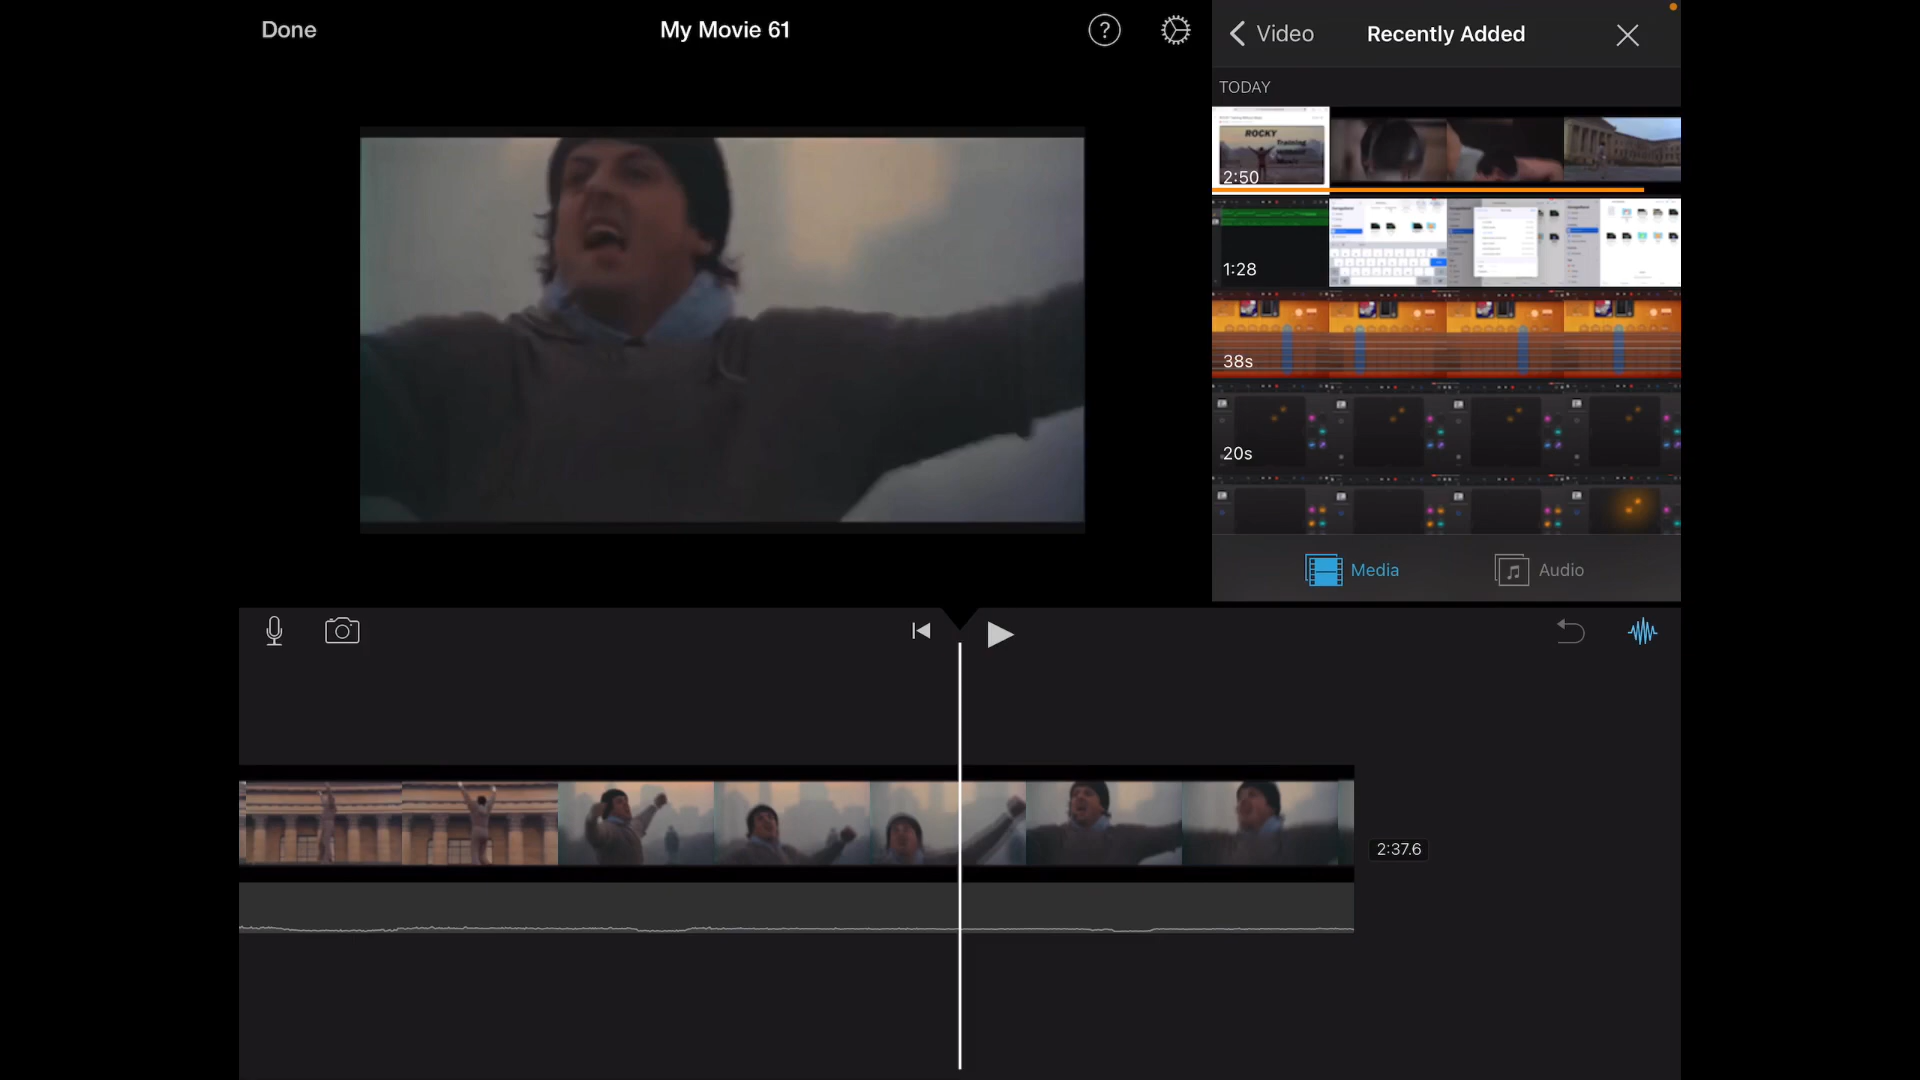 Done
My Movie 61
?
Video
Recently Added
TODAY
ROCKY
Training
2:50
1:28
38s
20s
Media
Audio
2:37.6